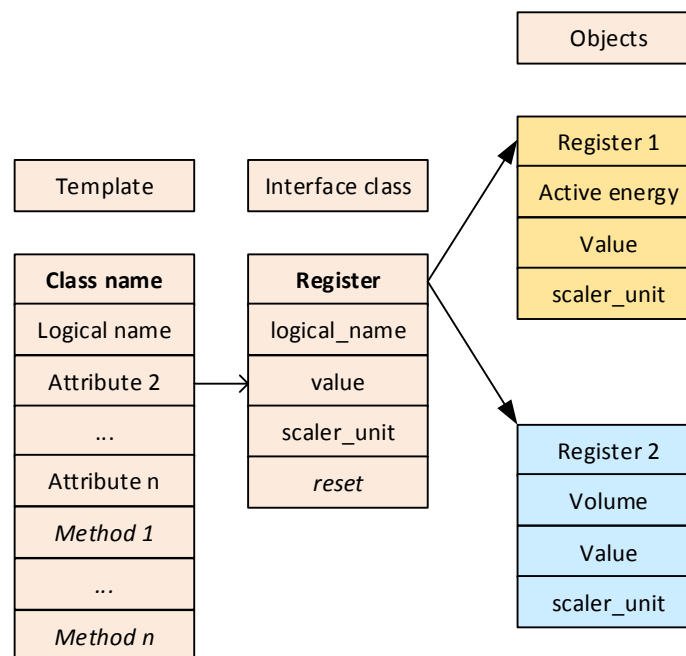 Objects
Template
Interface class
Class name
Logical name
Attribute 2
...
Attribute n
Method 1
...
Method n
Register
logical_name
value
scaler_unit
reset
Register 1
Active energy
Value
scaler_unit
Register 2
Volume
Value
scaler_unit